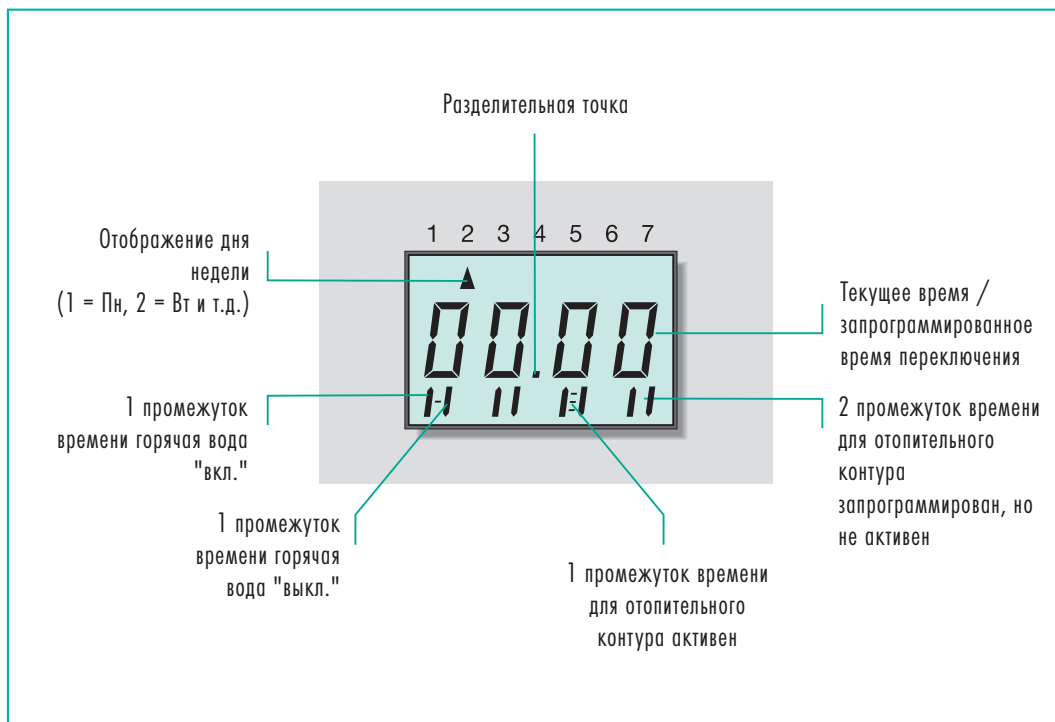 Разделительная точка
Отображение дня
недели
(1 = Пн, 2 = Вт и т.д.)
1 2 3 4 5 6 7
00.00
Текущее время /
запрограммированное
время переключения
1 промежуток
времени горячая вода
"вкл."
1 промежуток
времени горячая
вода "выкл."
1 промежуток времени
для отопительного
контура активен
2 промежуток времени
для отопительного
контура
запрограммирован, но
не активен